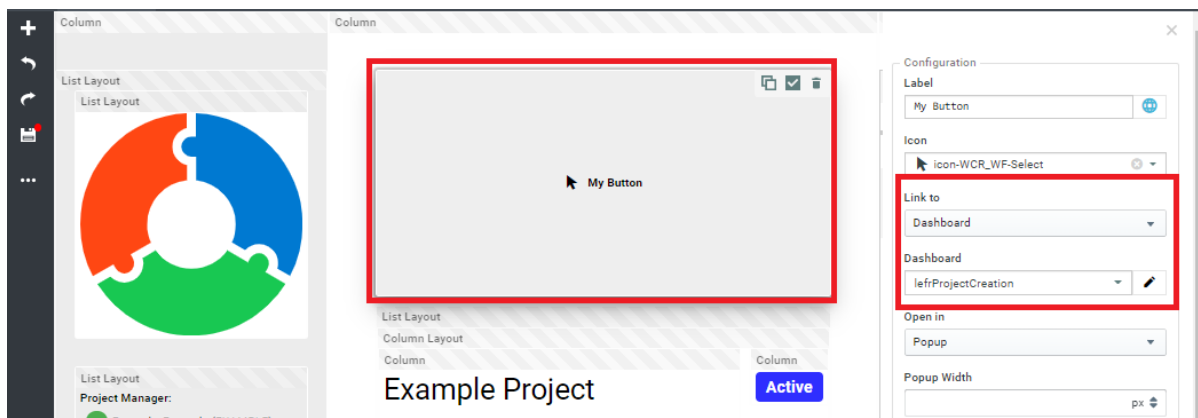 Column
List Layout
List Layout
List Layout
Project Manager:
Column
My Button
List Layout
Column Layout
Column
Column
Example Project
Active
Configuration
Label
My Button
Icon
icon-WCR_WF-Select
Link to
Dashboard
Dashboard
lefrProjectCreation
Open in
Popup
Popup Width
px